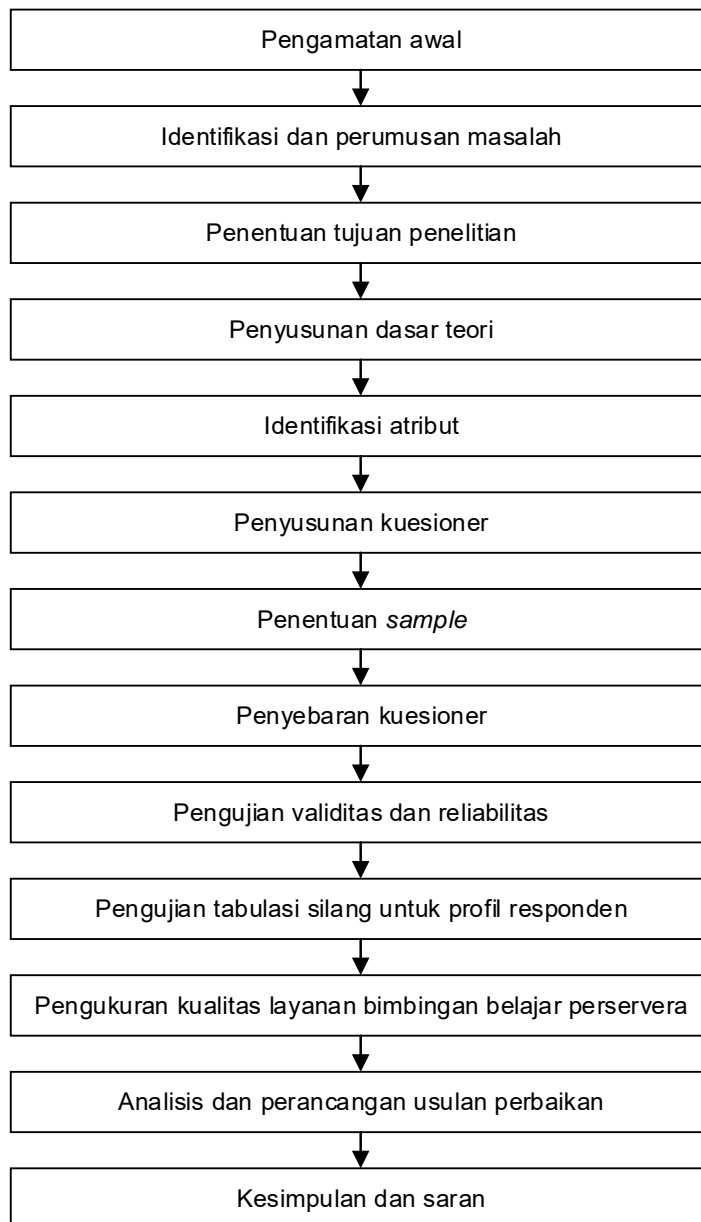 Pengamatan awal
Identifikasi dan perumusan masalah
Penentuan tujuan penelitian
Penyusunan dasar teori
Identifikasi atribut
Penyusunan kuesioner
Penentuan sample
Penyebaran kuesioner
Pengujian validitas dan reliabilitas
Pengujian tabulasi silang untuk profil responden
Pengukuran kualitas layanan bimbingan belajar perservera
Analisis dan perancangan usulan perbaikan
Kesimpulan dan saran